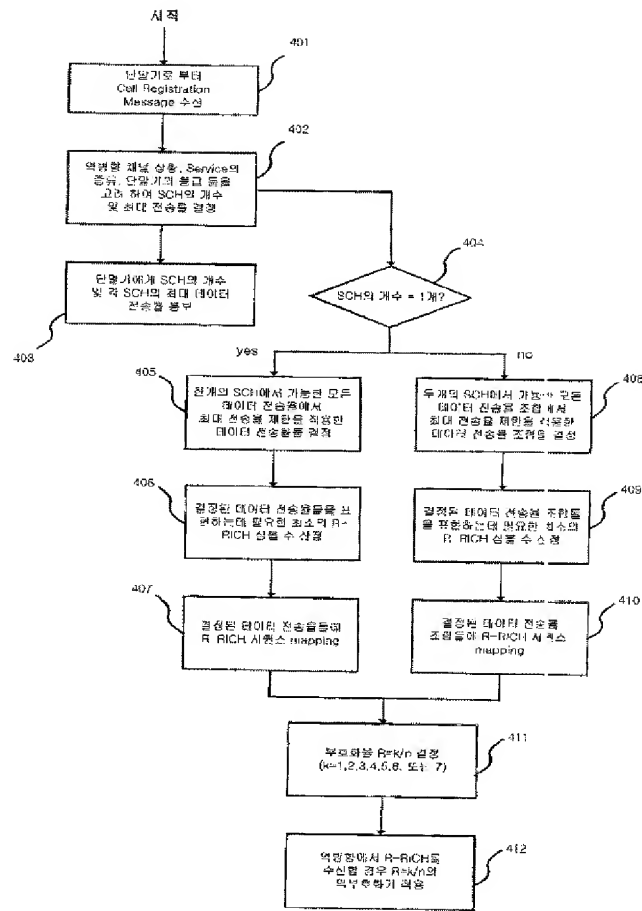 시작
401
단말기로 부터
Cell Registration
Message 수신
402
역방향 채널 상황, Service의
종류, 단말기의 등급 등을
고려 하여 SCH의 개수
및 최대 전송률 결정
404
단말기에게 SCH의 개수
및 각 SCH의 최대 데이터
전송률 통보
403
SCH의 개수 = 1개?
yes
no
405
한개의 SCH에서 가능한 모든
데이터 전송율에서
최대 전송율 제한을 적용한
데이터 전송율들 결정
408
두개의 SCH에서 가능한 모든
데이터 전송율 조합에서
최대 전송율 제한을 적용한
데이터 전송율 조합들 결정
406
결정된 데이터 전송율들을 표
현하는데 필요한 최소의 R-
RICH 심볼 수 산정
409
결정된 데이터 전송율 조합들
을 표현하는데 필요한 최소의
R-RICH 심볼 수 산정
407
결정된 데이터 전송율들에
R-RICH 시퀀스 mapping
410
결정된 데이터 전송률
조합들에 R-RICH 시퀀스
mapping
411
부호화율 R=k/n 결정
(k=1,2,3,4,5,6, 또는 7)
412
역방향에서 R-RICH를
수신할 경우 R=k/n의
복부호화기 적용